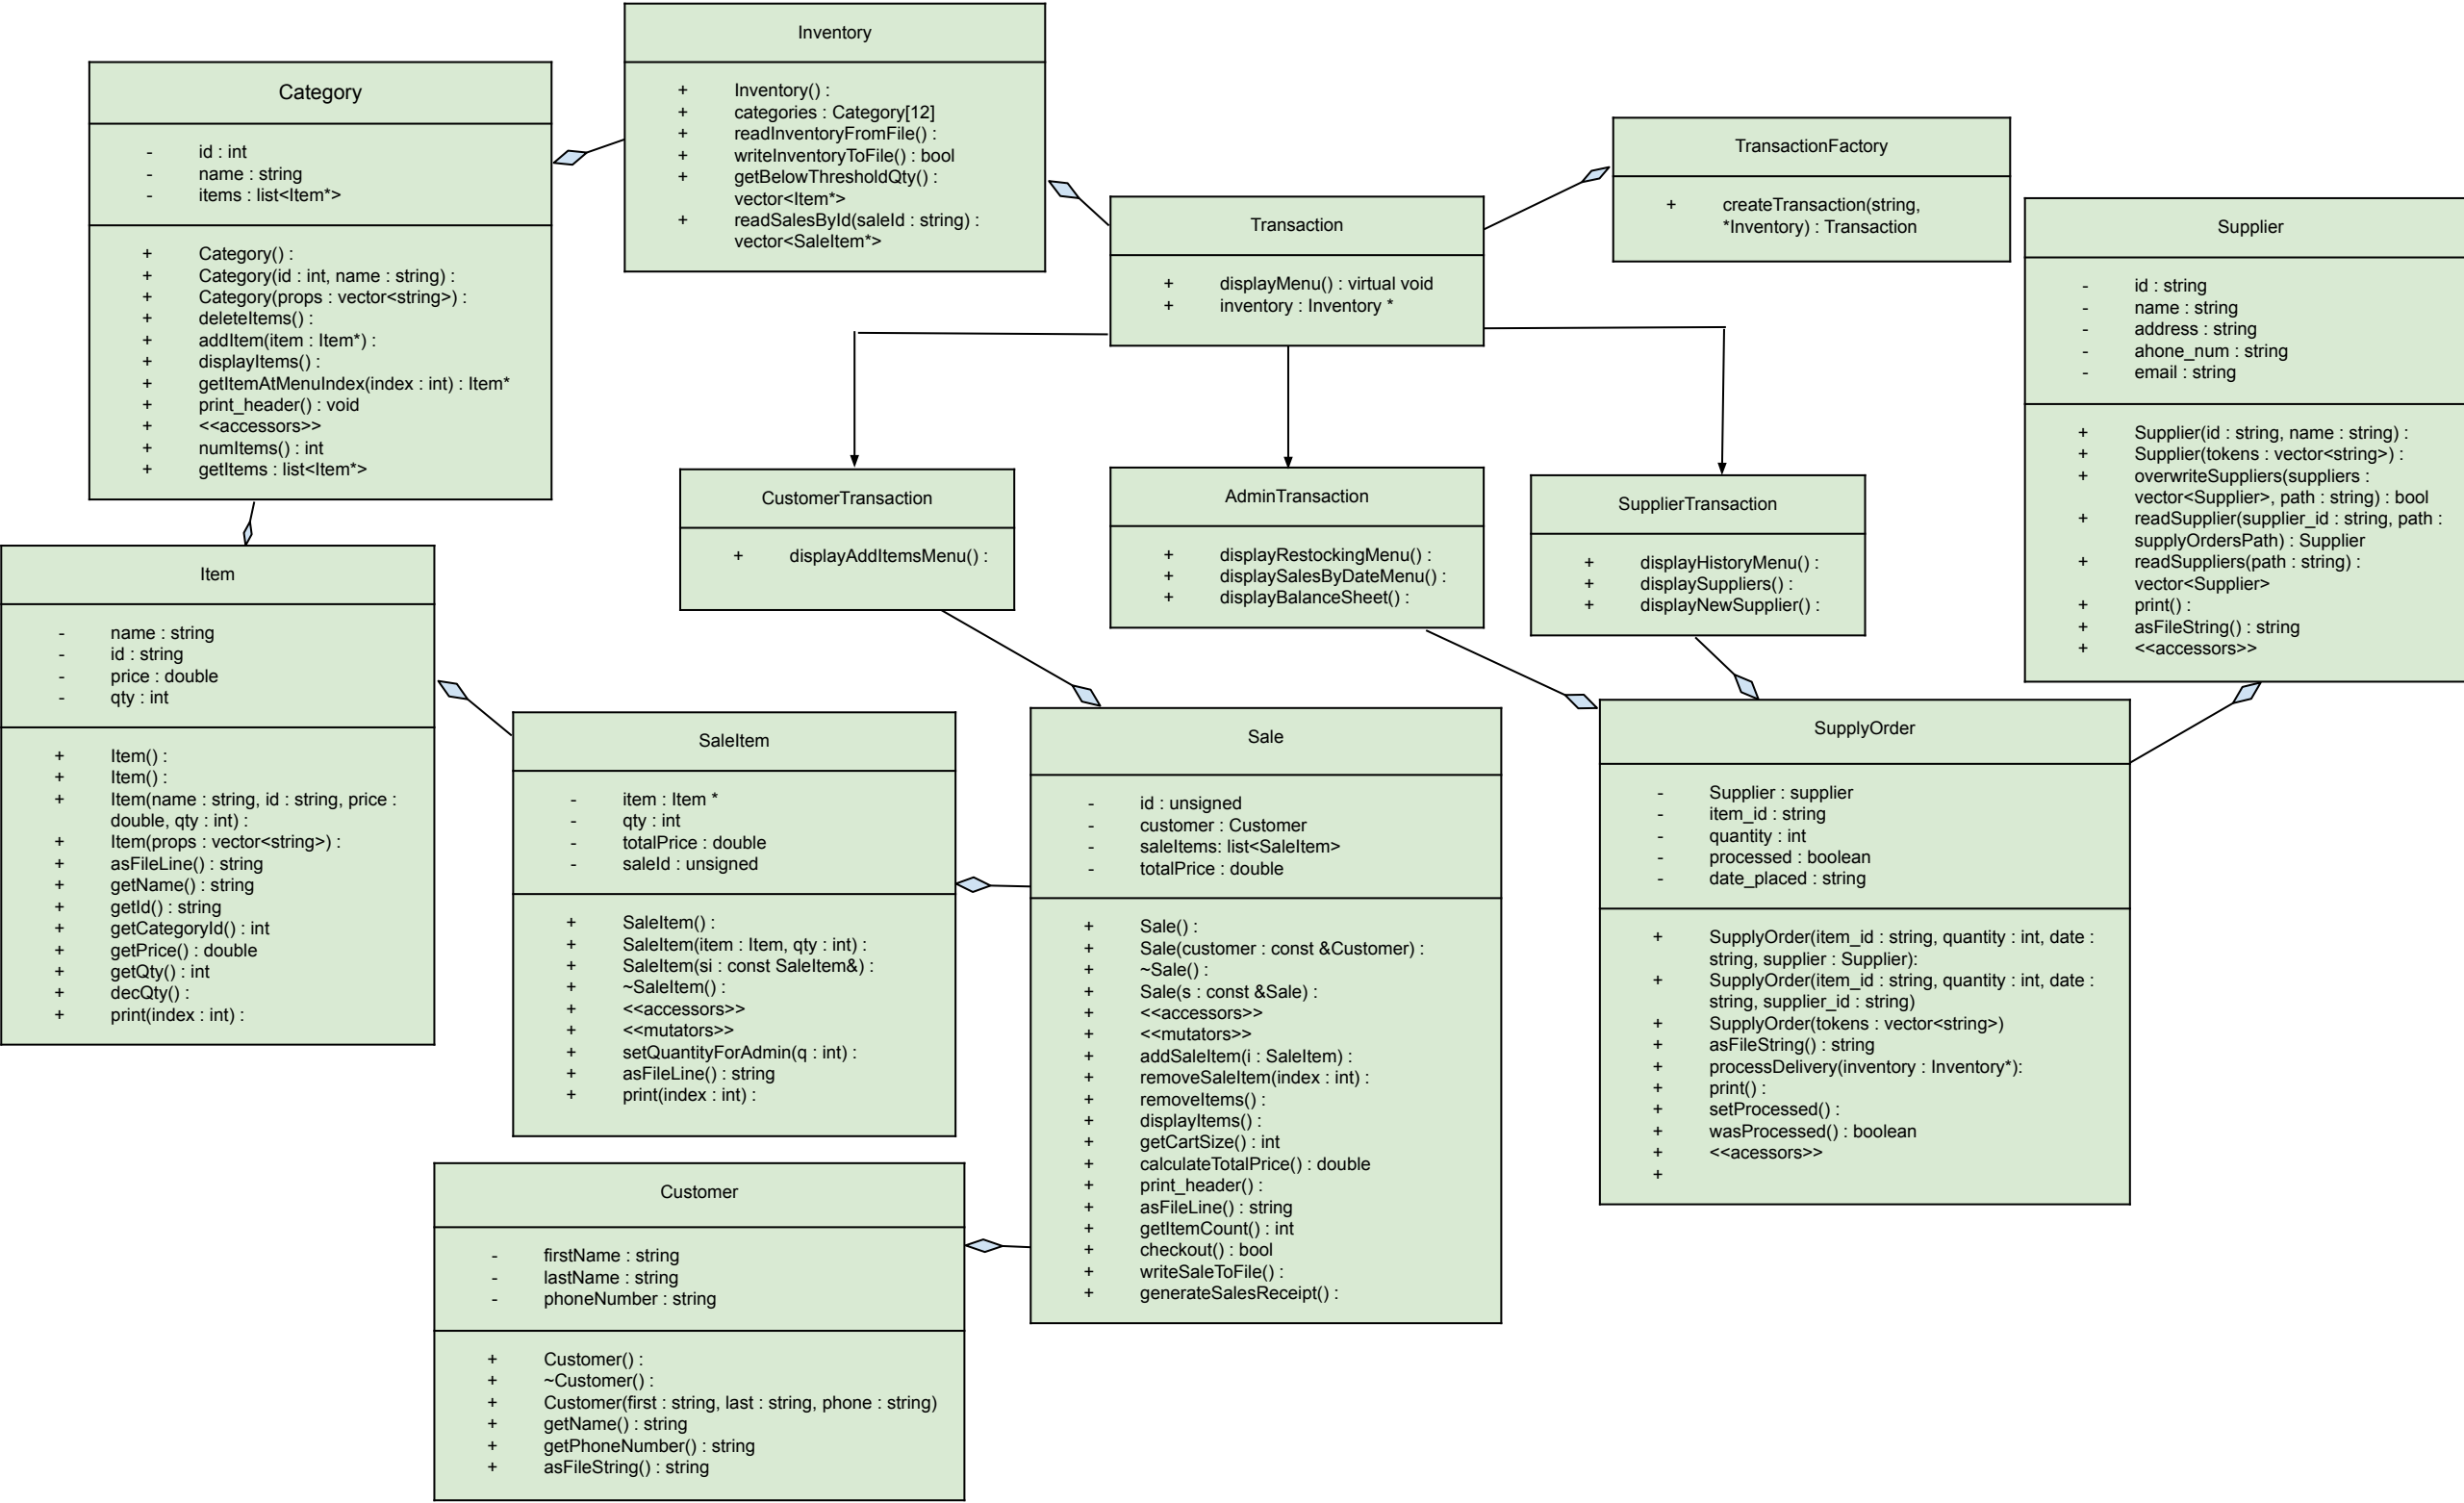 Inventory
+ Inventory() :
+ categories : Category[12]
+ readInventoryFromFile() :
+ writeInventoryToFile() : bool
+ getBelowThresholdQty() :
vector<Item*>
+ readSalesById(saleId : string) :
vector<SaleItem*>
Category
- id : int
- name : string
- items : list<Item*>
+ Category() :
+ Category(id : int, name : string) :
+ Category(props : vector<string>) :
+ deleteItems() :
+ addItem(item : Item*) :
+ displayItems() :
+ getItemAtMenuIndex(index : int) : Item*
+ print_header() : void
+ <<accessors>>
+ numItems() : int
+ getItems : list<Item*>
TransactionFactory
+ createTransaction(string,
*Inventory) : Transaction
Transaction
+ displayMenu() : virtual void
+ inventory : Inventory *
Supplier
- id : string
- name : string
- address : string
- ahone_num : string
- email : string
+ Supplier(id : string, name : string) :
+ Supplier(tokens : vector<string>) :
+ overwriteSuppliers(suppliers :
vector<Supplier>, path : string) : bool
+ readSupplier(supplier_id : string, path :
supplyOrdersPath) : Supplier
+ readSuppliers(path : string) :
vector<Supplier>
+ print() :
+ asFileString() : string
+ <<accessors>>
CustomerTransaction
+ displayAddItemsMenu() :
AdminTransaction
+ displayRestockingMenu() :
+ displaySalesByDateMenu() :
+ displayBalanceSheet() :
SupplierTransaction
+ displayHistoryMenu() :
+ displaySuppliers() :
+ displayNewSupplier() :
Item
- name : string
- id : string
- price : double
- qty : int
+ Item() :
+ Item() :
+ Item(name : string, id : string, price :
double, qty : int) :
+ Item(props : vector<string>) :
+ asFileLine() : string
+ getName() : string
+ getId() : string
+ getCategoryId() : int
+ getPrice() : double
+ getQty() : int
+ decQty() :
+ print(index : int) :
SaleItem
- item : Item *
- qty : int
- totalPrice : double
- saleId : unsigned
+ SaleItem() :
+ SaleItem(item : Item, qty : int) :
+ SaleItem(si : const SaleItem&) :
+ ~SaleItem() :
+ <<accessors>>
+ <<mutators>>
+ setQuantityForAdmin(q : int) :
+ asFileLine() : string
+ print(index : int) :
Sale
- id : unsigned
- customer : Customer
- saleItems: list<SaleItem>
- totalPrice : double
+ Sale() :
+ Sale(customer : const &Customer) :
+ ~Sale() :
+ Sale(s : const &Sale) :
+ <<accessors>>
+ <<mutators>>
+ addSaleItem(i : SaleItem) :
+ removeSaleItem(index : int) :
+ removeItems() :
+ displayItems() :
+ getCartSize() : int
+ calculateTotalPrice() : double
+ print_header() :
+ asFileLine() : string
+ getItemCount() : int
+ checkout() : bool
+ writeSaleToFile() :
+ generateSalesReceipt() :
SupplyOrder
- Supplier : supplier
- item_id : string
- quantity : int
- processed : boolean
- date_placed : string
+ SupplyOrder(item_id : string, quantity : int, date :
string, supplier : Supplier):
+ SupplyOrder(item_id : string, quantity : int, date :
string, supplier_id : string)
+ SupplyOrder(tokens : vector<string>)
+ asFileString() : string
+ processDelivery(inventory : Inventory*):
+ print() :
+ setProcessed() :
+ wasProcessed() : boolean
+ <<acessors>>
+
Customer
- firstName : string
- lastName : string
- phoneNumber : string
+ Customer() :
+ ~Customer() :
+ Customer(first : string, last : string, phone : string)
+ getName() : string
+ getPhoneNumber() : string
+ asFileString() : string